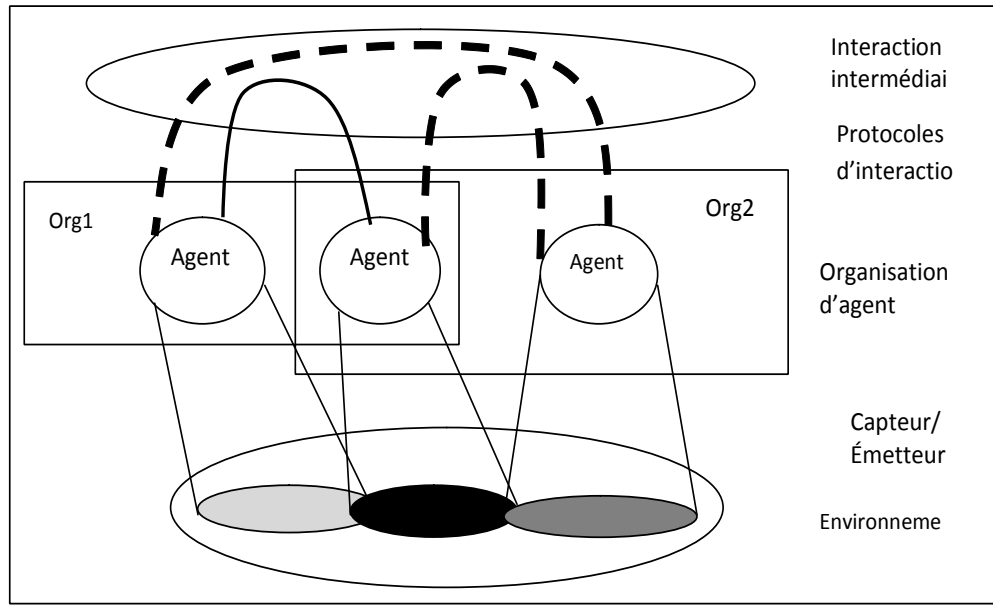 Interaction
intermédiai
Protocoles
d'interactio
Org1
Org2
Agent
Agent
Agent
Organisation
d'agent
Capteur/
Émetteur
Environneme